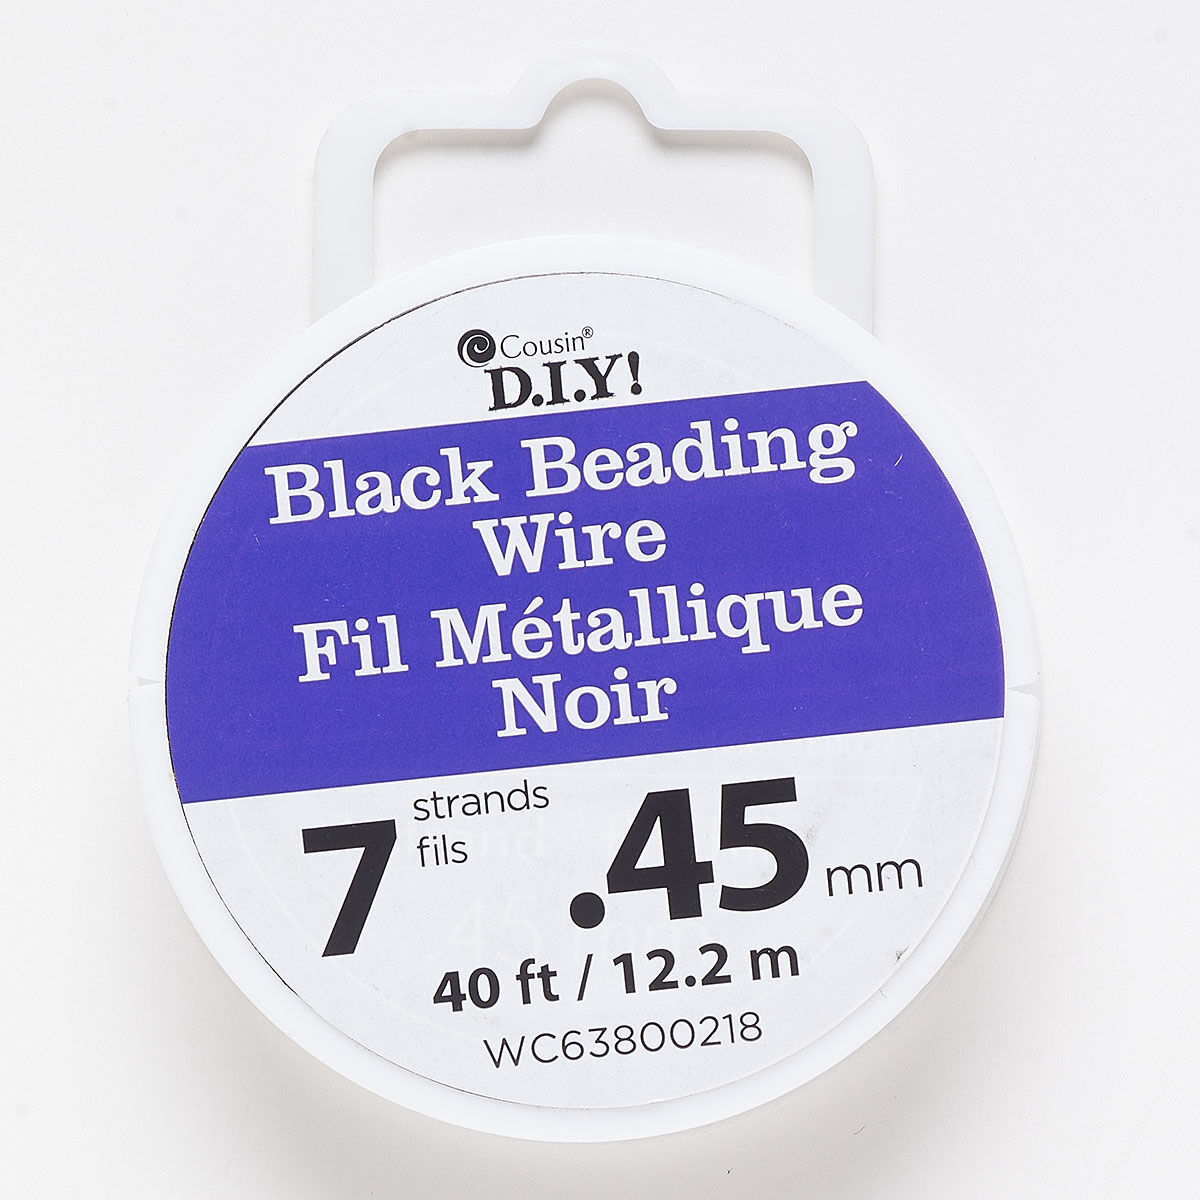 Cousin®
D.I.Y!
Black Beading
Wire
Fil Métallique
Noir
7 strands
fils
.45 mm
40 ft / 12.2 m
WC63800218